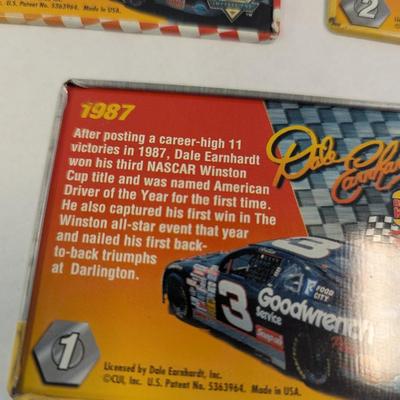 U.S. Patent No. 5363964. Made in USA.
2
1987
After posting a career-high 11
victories in 1987, Dale Earnhardt
won his third NASCAR Winston
Cup title and was named American
Driver of the Year for the first time.
He also captured his first win in The
Winston all-star event that year
and nailed his first back-
to-back triumphs
at Darlington.
Dale Earnhardt
FOOD CITY
3
Goodwrench
Service
Snap-on
1
Licensed by Dale Earnhardt, Inc.
©CUI, Inc. U.S. Patent No. 5363964. Made in USA.